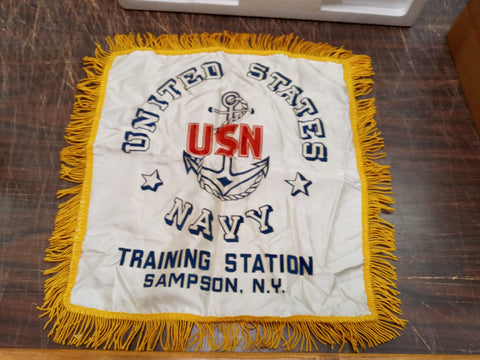 UNITED STATES
USN
NAVY
TRAINING STATION
SAMPSON, N.Y.